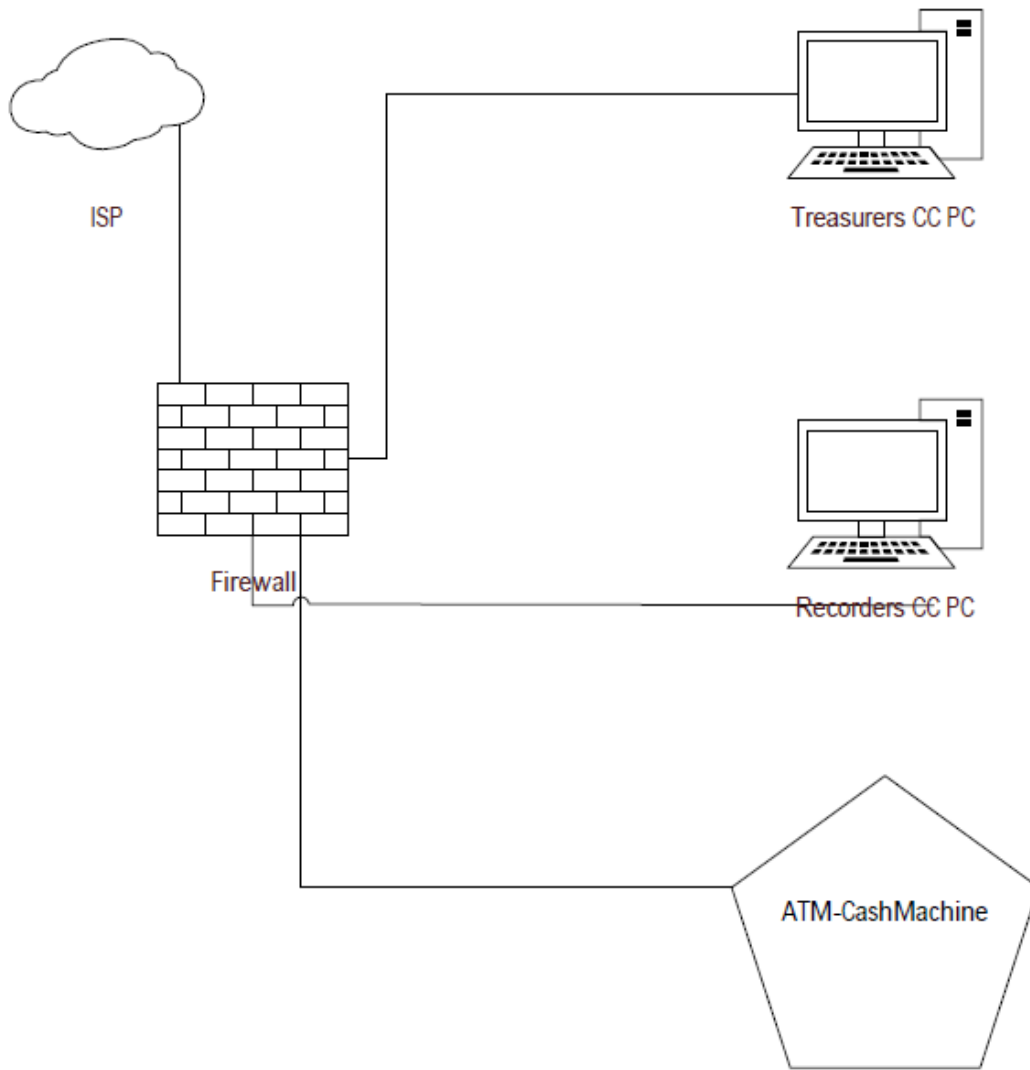 ISP
Treasurers CC PC
Firewall
Recorders CC PC
ATM-CashMachine